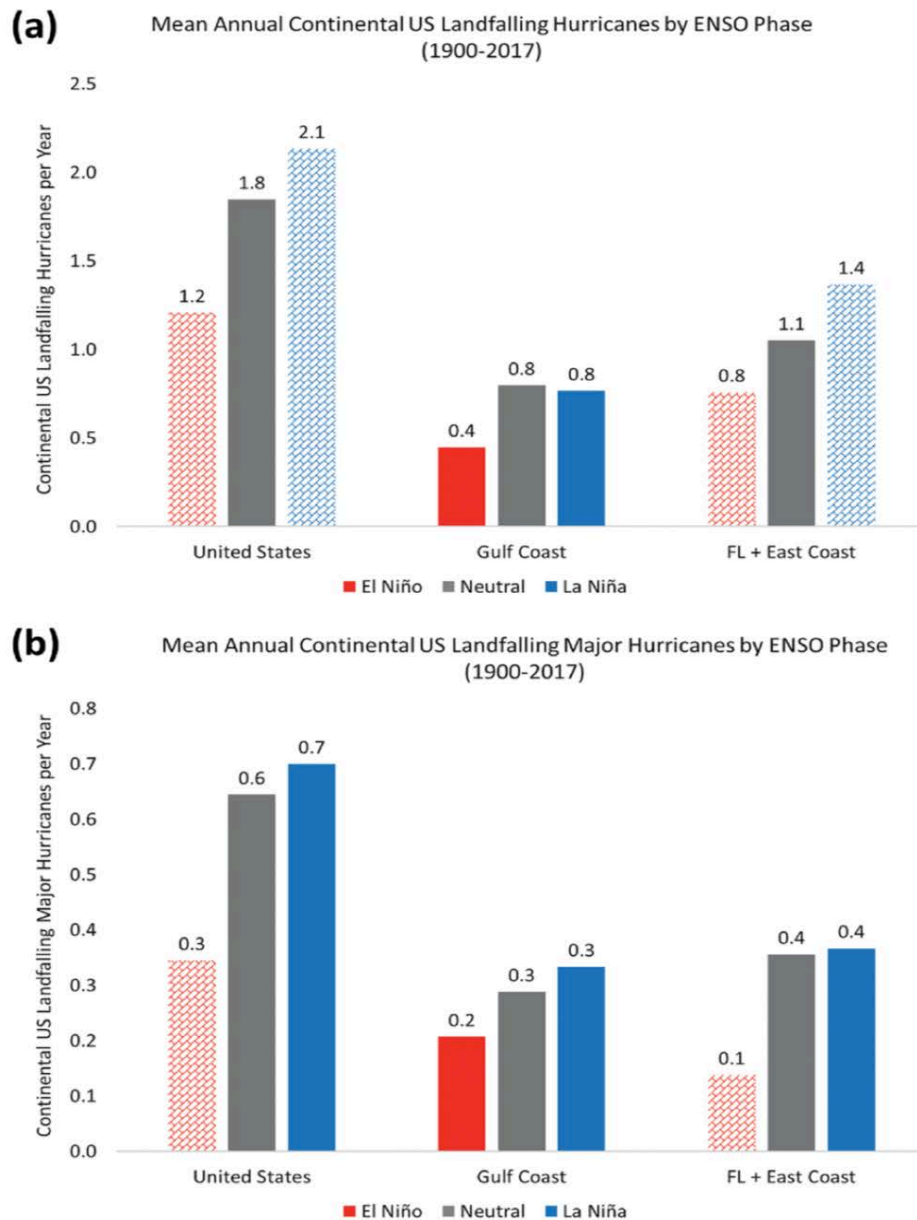 (a)
Mean Annual Continental US Landfalling Hurricanes by ENSO Phase
(1900-2017)
Continental US Landfalling Hurricanes per Year
2.5
2.0
1.5
1.0
0.5
0.0
1.2
1.8
2.1
0.4
0.8
0.8
0.8
1.1
1.4
United States
Gulf Coast
FL + East Coast
El Niño Neutral La Niña
(b)
Mean Annual Continental US Landfalling Major Hurricanes by ENSO Phase
(1900-2017)
Continental US Landfalling Major Hurricanes per Year
0.8
0.7
0.6
0.5
0.4
0.3
0.2
0.1
0.0
0.3
0.6
0.7
0.2
0.3
0.3
0.1
0.4
0.4
United States
Gulf Coast
FL + East Coast
El Niño Neutral La Niña